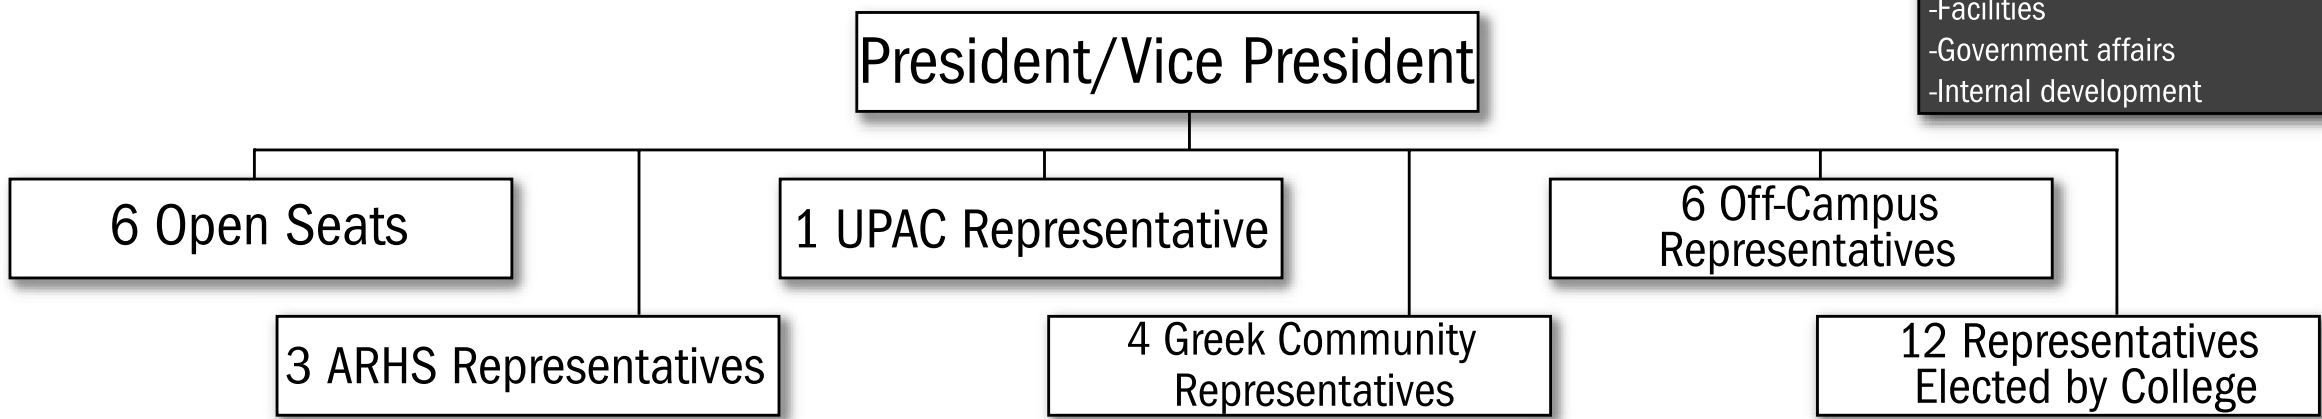 -Facilities
-Government affairs
-Internal development
President/Vice President
6 Open Seats
1 UPAC Representative
6 Off-Campus
Representatives
3 ARHS Representatives
4 Greek Community
Representatives
12 Representatives
Elected by College